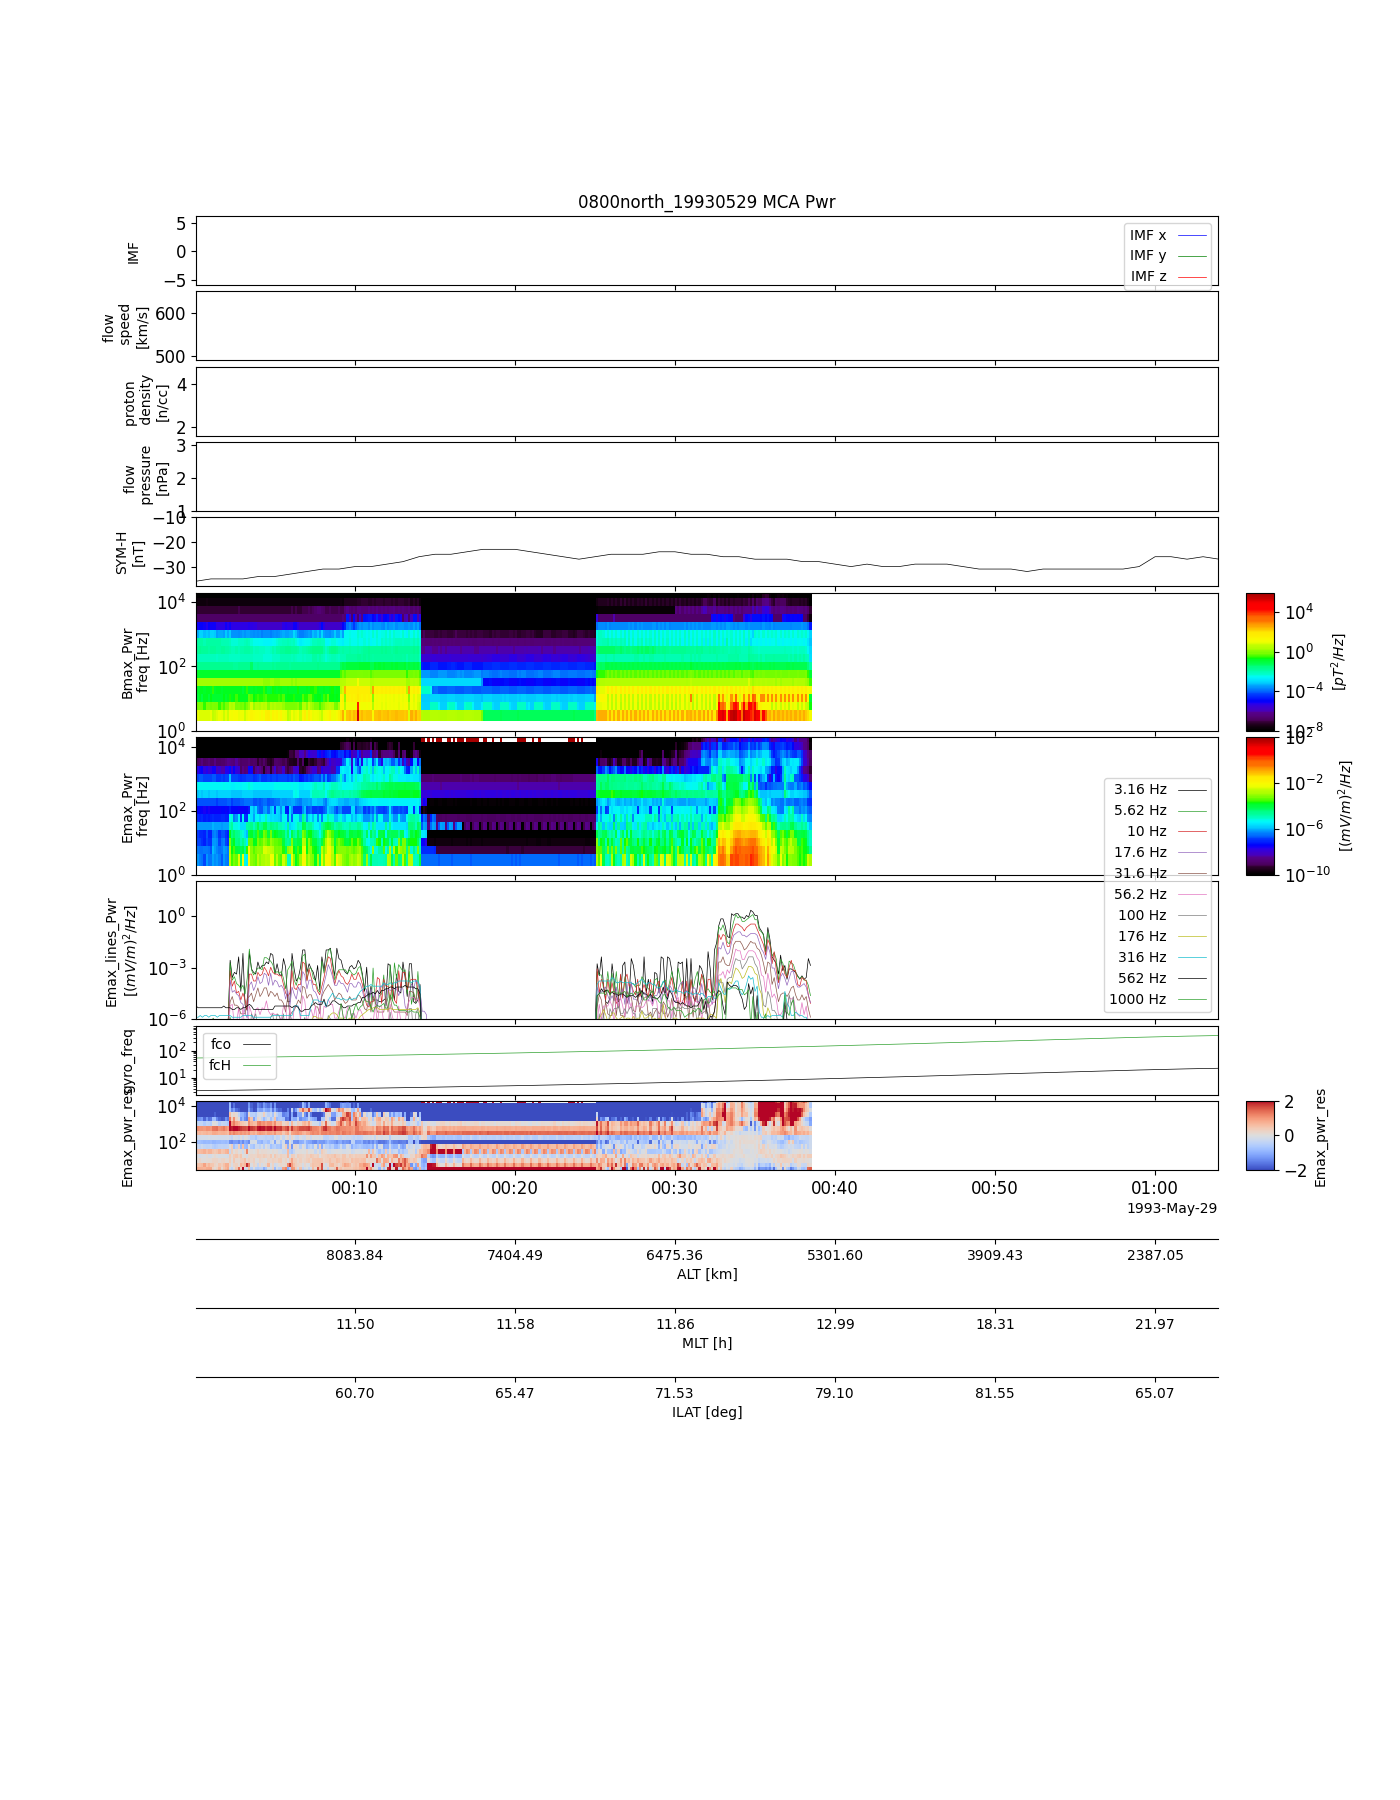 0800north_19930529 MCA Pwr
IMF
5
0
−5
IMF x
IMF y
IMF z
flow
speed
[km/s]
600
500
proton
density
[n/cc]
4
2
flow
pressure
[nPa]
3
2
1
SYM-H
[nT]
−10
−20
−30
Bmax_Pwr
freq [Hz]
10^4
10^2
10^0
10^4
10^0
10^−4
10^−8
[pT^2/Hz]
Emax_Pwr
freq [Hz]
10^4
10^2
10^0
10^2
10^−2
10^−6
10^−10
[(mV/m)^2/Hz]
Emax_lines_Pwr
[(mV/m)^2/Hz]
10^0
10^−3
10^−6
3.16 Hz
5.62 Hz
10 Hz
17.6 Hz
31.6 Hz
56.2 Hz
100 Hz
176 Hz
316 Hz
562 Hz
1000 Hz
gyro_freq
10^2
10^1
fco
fcH
Emax_pwr_res
10^4
10^2
2
0
−2
Emax_pwr_res
00:10 00:20 00:30 00:40 00:50 01:00
1993-May-29
8083.84 7404.49 6475.36 5301.60 3909.43 2387.05
ALT [km]
11.50 11.58 11.86 12.99 18.31 21.97
MLT [h]
60.70 65.47 71.53 79.10 81.55 65.07
ILAT [deg]